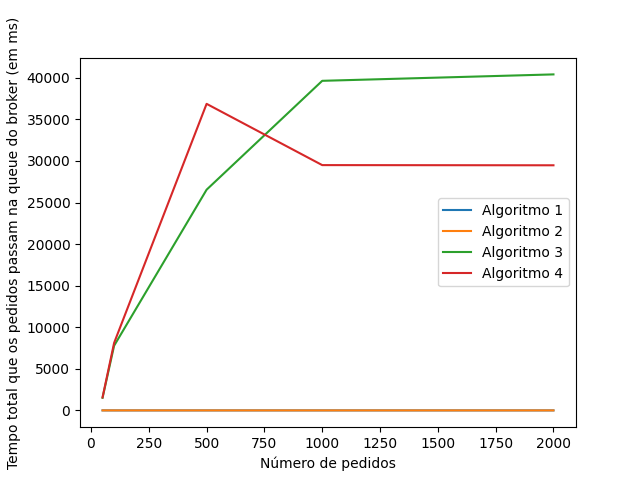 Tempo total que os pedidos passam na queue do broker (em ms)
40000
35000
30000
25000
20000
15000
10000
5000
0
Algoritmo 1
Algoritmo 2
Algoritmo 3
Algoritmo 4
0 250 500 750 1000 1250 1500 1750 2000
Número de pedidos